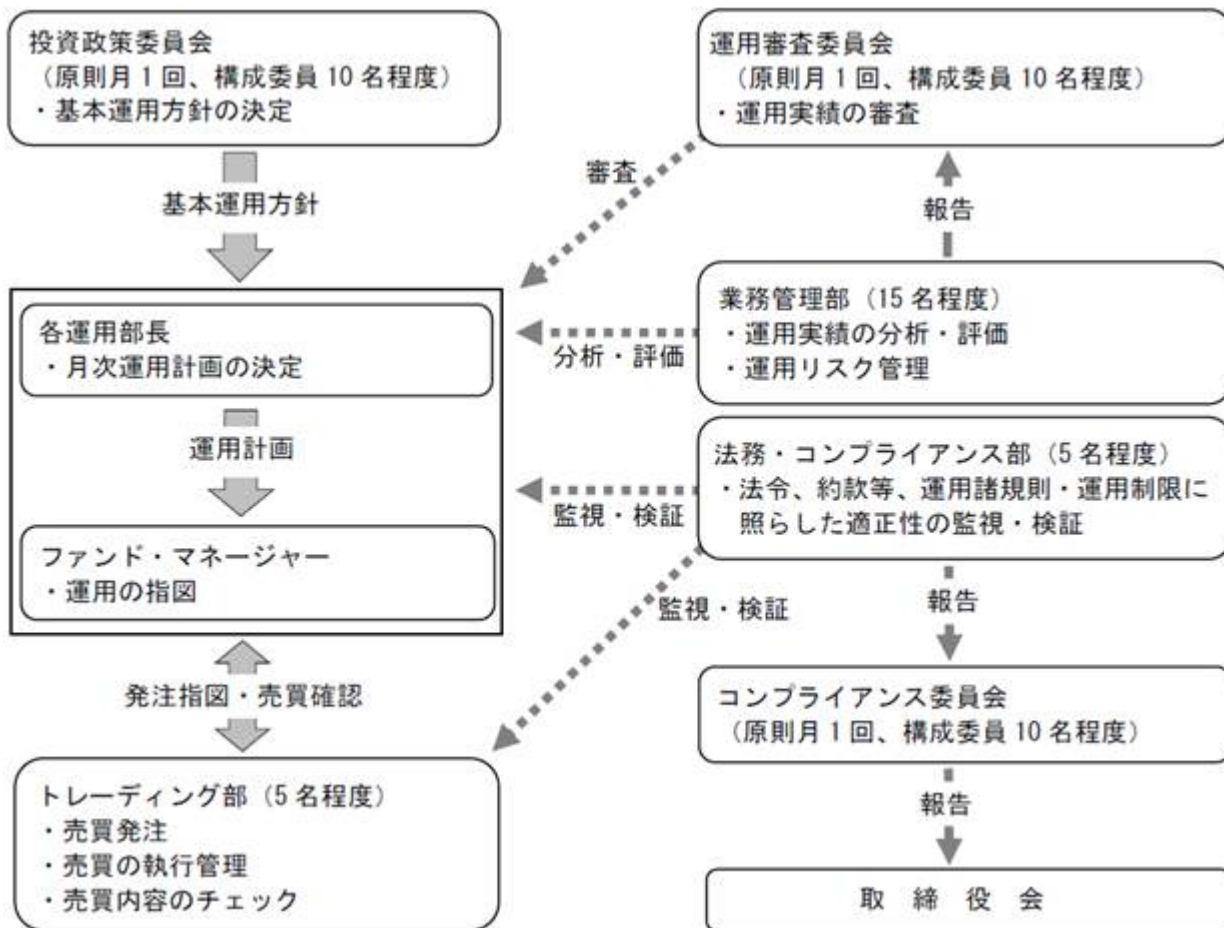 投資政策委員会
（原則月1回、構成委員10名程度）
・基本運用方針の決定
基本運用方針
各運用部長
・月次運用計画の決定
運用計画
ファンド・マネージャー
・運用の指図
発注指図・売買確認
トレーディング部（5名程度）
・売買発注
・売買の執行管理
・売買内容のチェック
運用審査委員会
（原則月1回、構成委員10名程度）
・運用実績の審査
審査
報告
業務管理部（15名程度）
・運用実績の分析・評価
・運用リスク管理
分析・評価
法務・コンプライアンス部（5名程度）
・法令、約款等、運用諸規則・運用制限に
照らした適正性の監視・検証
監視・検証
監視・検証
報告
コンプライアンス委員会
（原則月1回、構成委員10名程度）
報告
取締役会